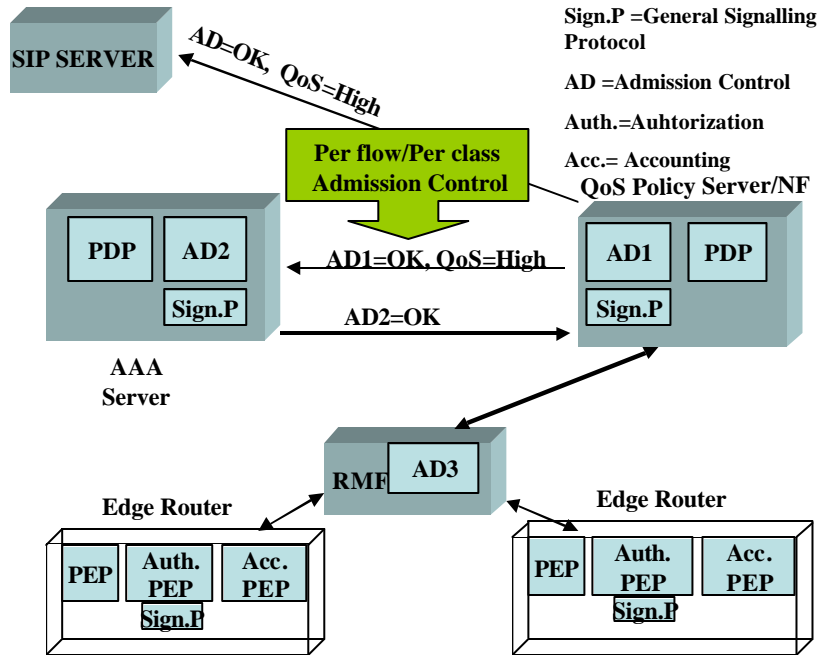 Sign.P =General Signalling
Protocol
AD =Admission Control
Auth.=Auhtorization
Acc.= Accounting
SIP SERVER
AD=OK, QoS=High
Per flow/Per class
Admission Control
QoS Policy Server/NF
PDP
AD2
Sign.P
AD1=OK, QoS=High
AD1
PDP
Sign.P
AD2=OK
AAA
Server
RMF
AD3
Edge Router
PEP
Auth.
PEP
Acc.
PEP
Sign.P
Edge Router
PEP
Auth.
PEP
Acc.
PEP
Sign.P